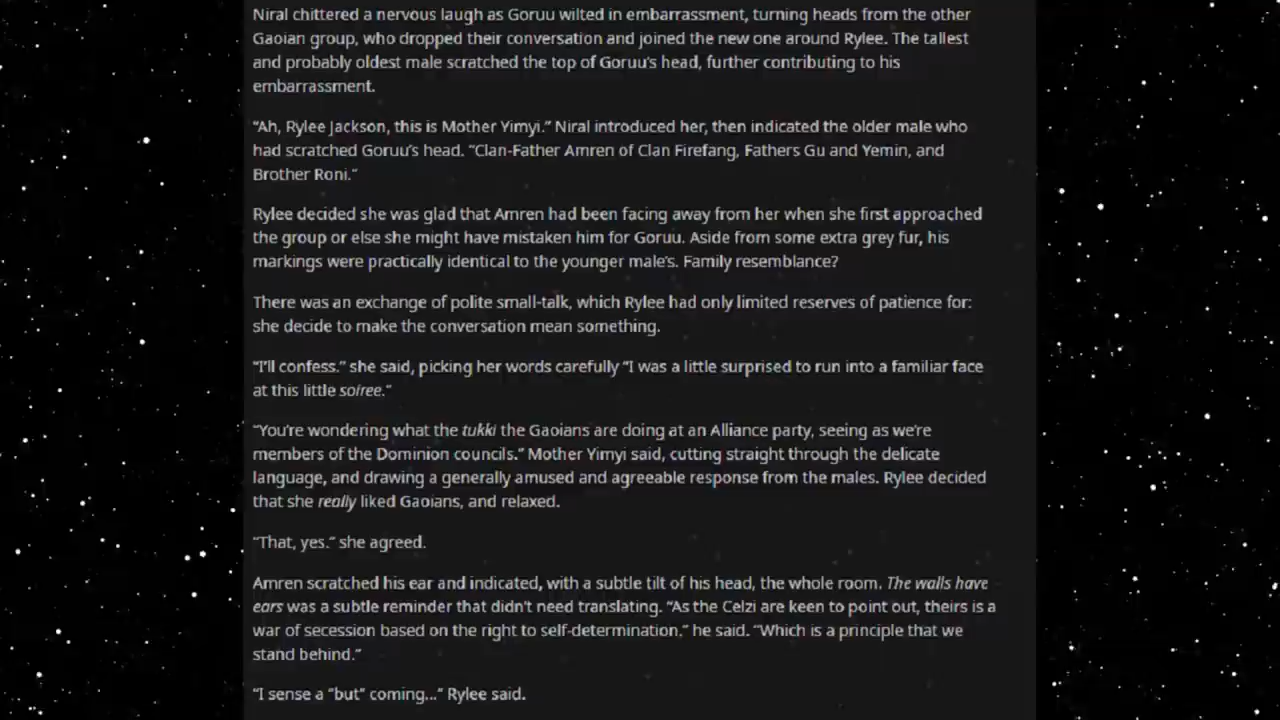 Niral chittered a nervous laugh as Goruu wilted in embarrassment, turning heads from the other
Gaoian group, who dropped their conversation and joined the new one around Rylee. The tallest
and probably oldest male scratched the top of Goruu's head, further contributing to his
embarrassment.
“Ah, Rylee Jackson, this is Mother Yimyi.” Niral introduced her, then indicated the older male who
had scratched Goruu's head. “Clan-Father Amren of Clan Firefang, Fathers Gu and Yemin, and
Brother Roni.”
Rylee decided she was glad that Amren had been facing away from her when she first approached
the group or else she might have mistaken him for Goruu. Aside from some extra grey fur, his
markings were practically identical to the younger male's. Family resemblance?
There was an exchange of polite small-talk, which Rylee had only limited reserves of patience for:
she decide to make the conversation mean something.
“I'll confess.” she said, picking her words carefully “I was a little surprised to run into a familiar face
at this little soiree.”
“You're wondering what the tukki the Gaoians are doing at an Alliance party, seeing as we're
members of the Dominion councils.” Mother Yimyi said, cutting straight through the delicate
language, and drawing a generally amused and agreeable response from the males. Rylee decided
that she really liked Gaoians, and relaxed.
“That, yes.” she agreed.
Amren scratched his ear and indicated, with a subtle tilt of his head, the whole room. The walls have
ears was a subtle reminder that didn't need translating. “As the Celzi are keen to point out, theirs is a
war of secession based on the right to self-determination.” he said. “Which is a principle that we
stand behind.”
“I sense a “but” coming...” Rylee said.